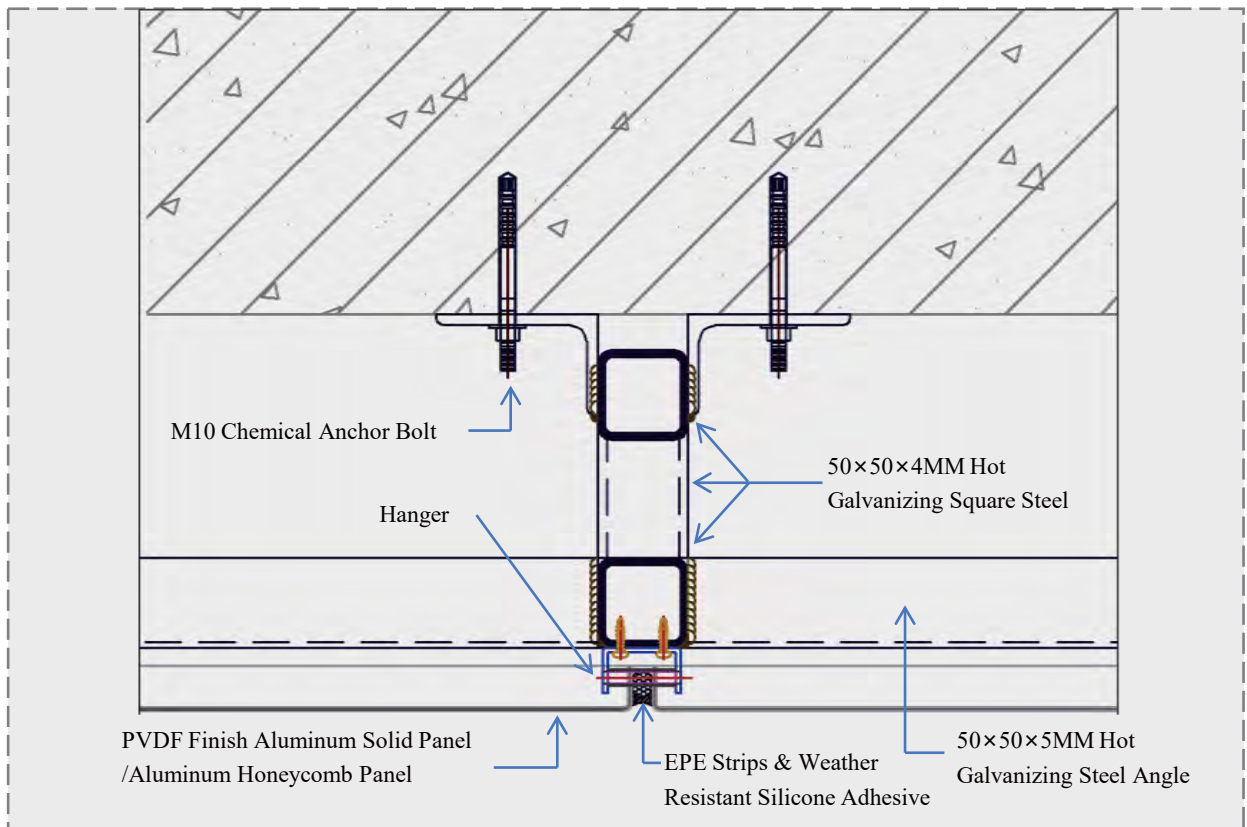 M10 Chemical Anchor Bolt
50×50×4MM Hot
Galvanizing Square Steel
Hanger
PVDF Finish Aluminum Solid Panel
/Aluminum Honeycomb Panel
EPE Strips & Weather
Resistant Silicone Adhesive
50×50×5MM Hot
Galvanizing Steel Angle